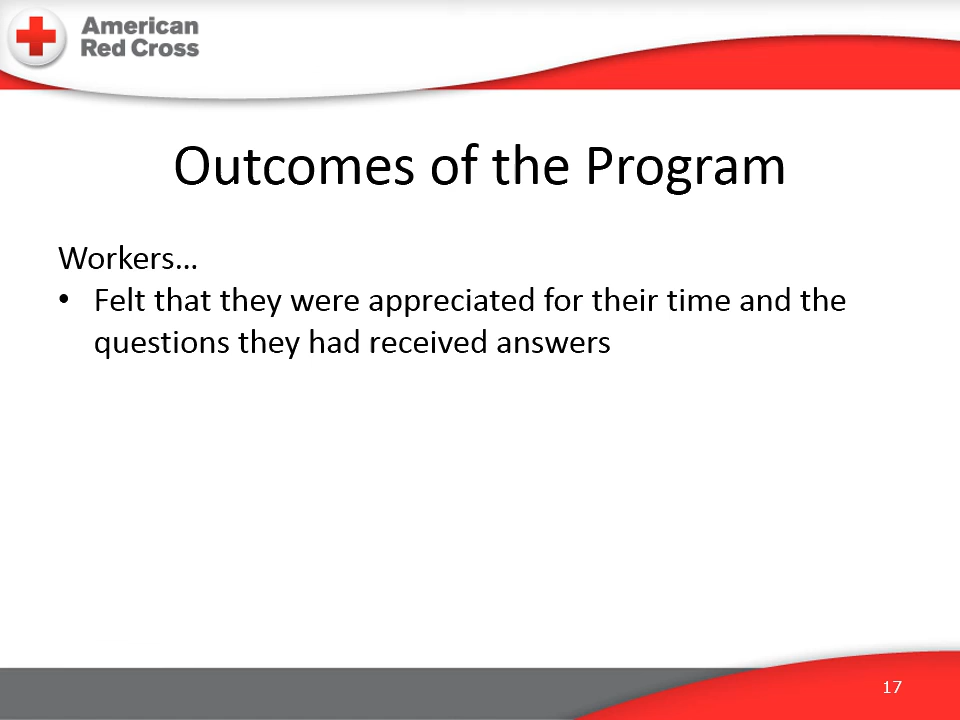 American
Red Cross
Outcomes of the Program
Workers…
• Felt that they were appreciated for their time and the
questions they had received answers
17